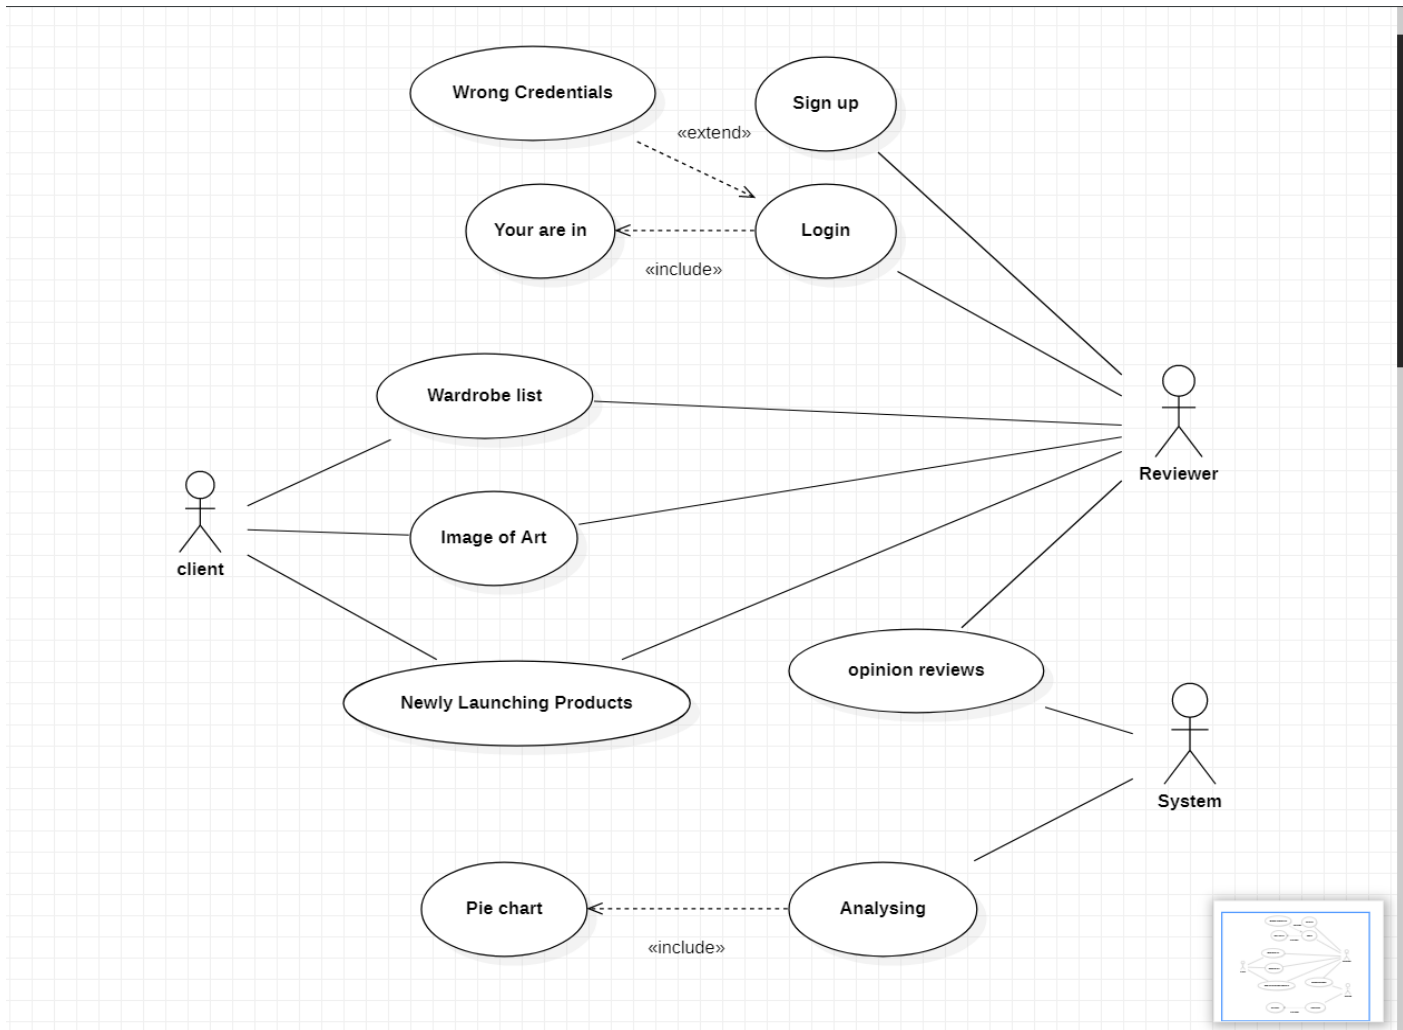 Wrong Credentials
Sign up
«extend»
Your are in
Login
«include»
Wardrobe list
Reviewer
Image of Art
client
opinion reviews
Newly Launching Products
System
Pie chart
Analysing
«include»